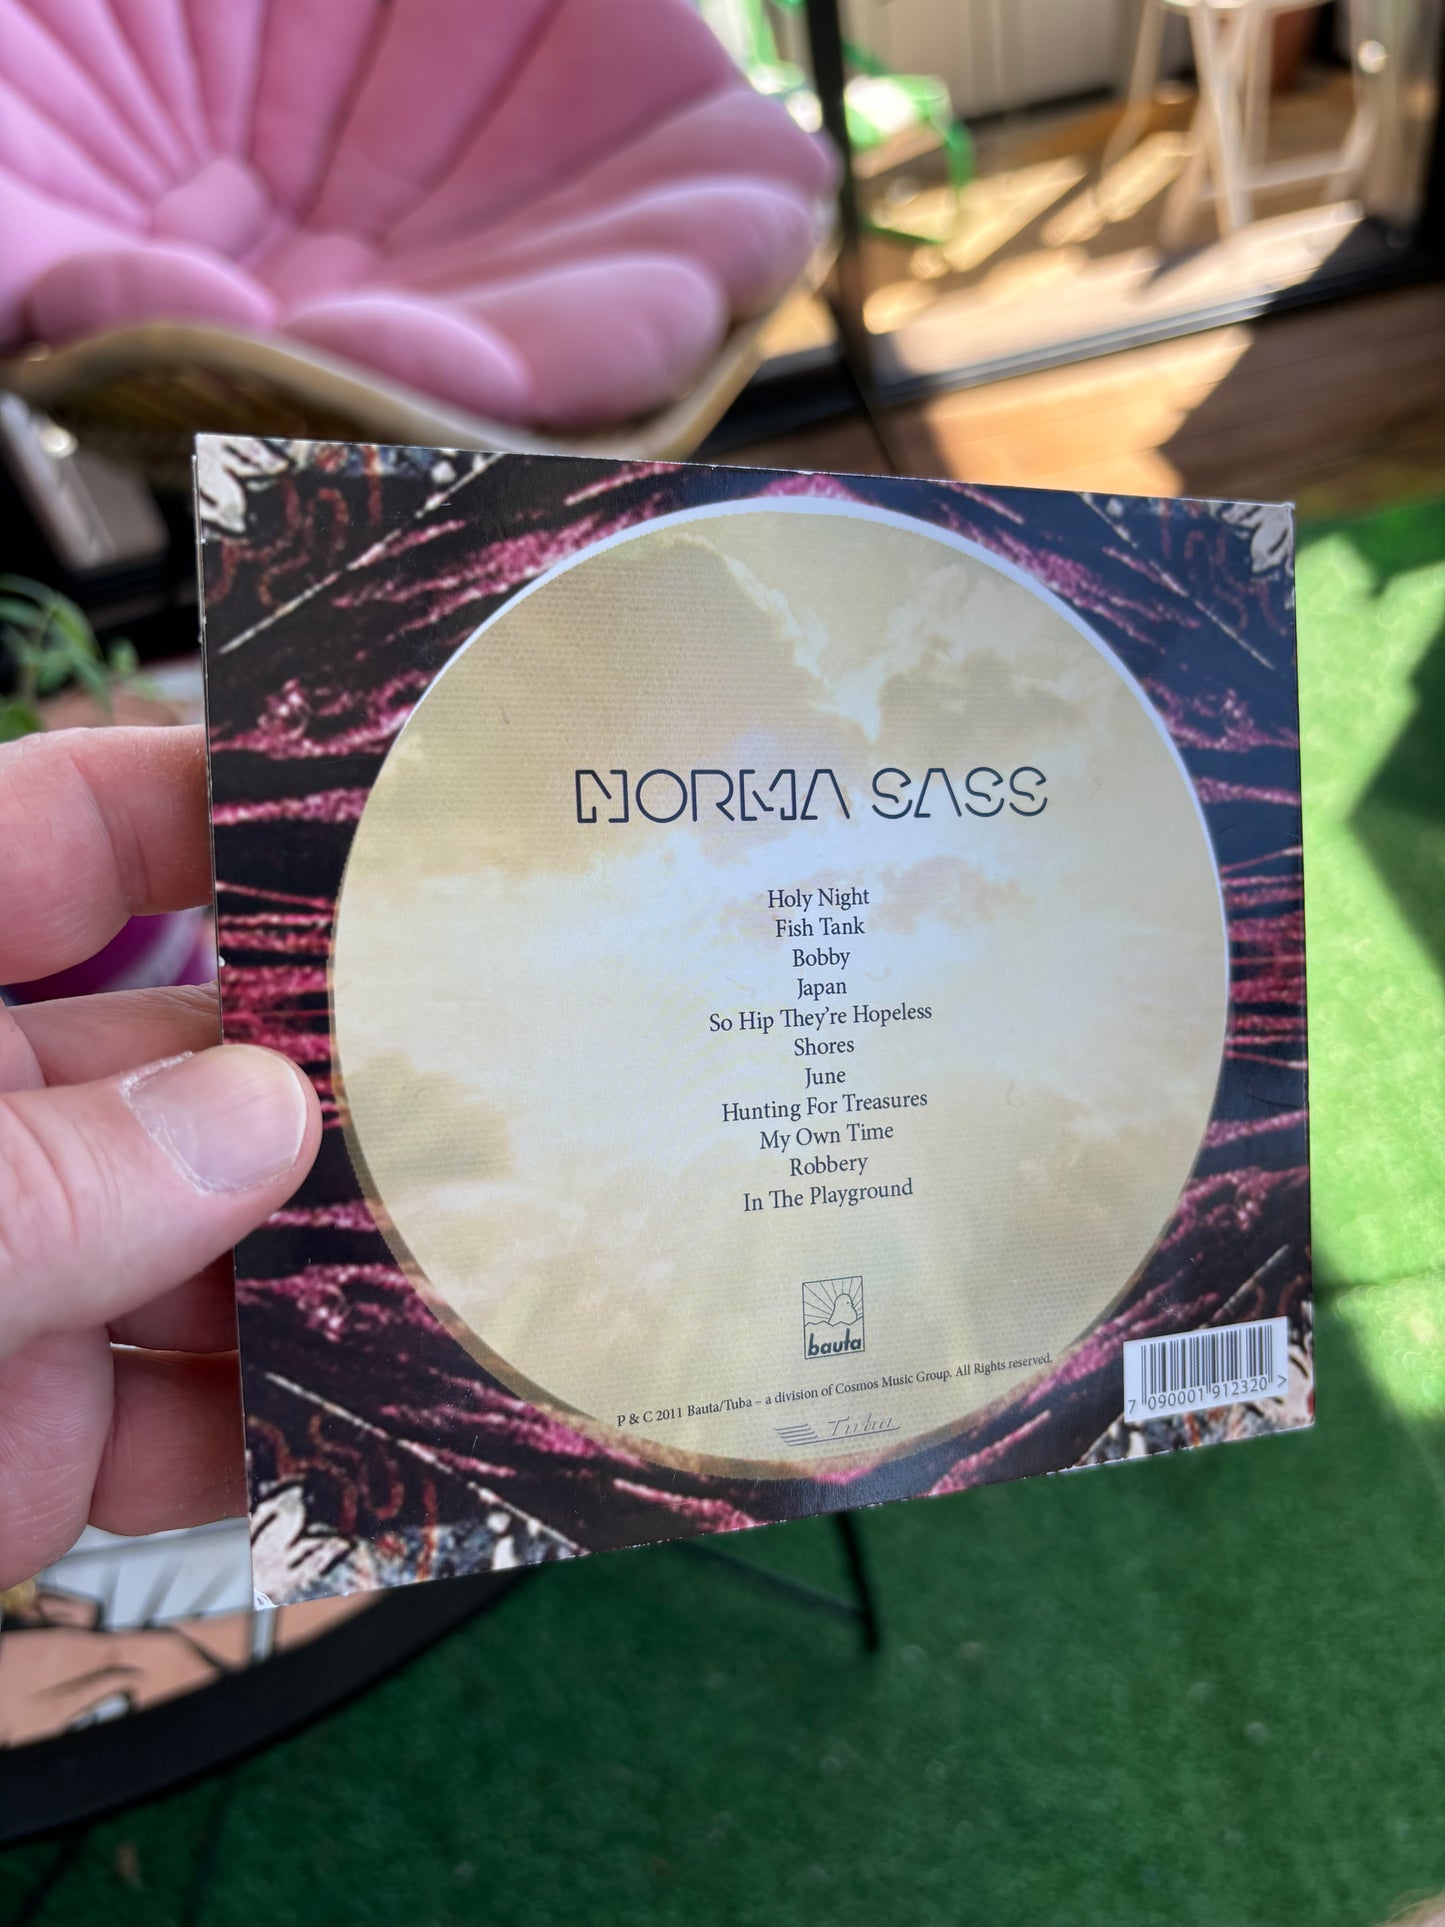 NORMA SASS
Holy Night
Fish Tank
Bobby
Japan
So Hip They're Hopeless
Shores
June
Hunting For Treasures
My Own Time
Robbery
In The Playground
bauta
P & C 2011 Bauta/Tuba – a division of Cosmos Music Group. All Rights reserved.
Tuba
7 090001 912320 >